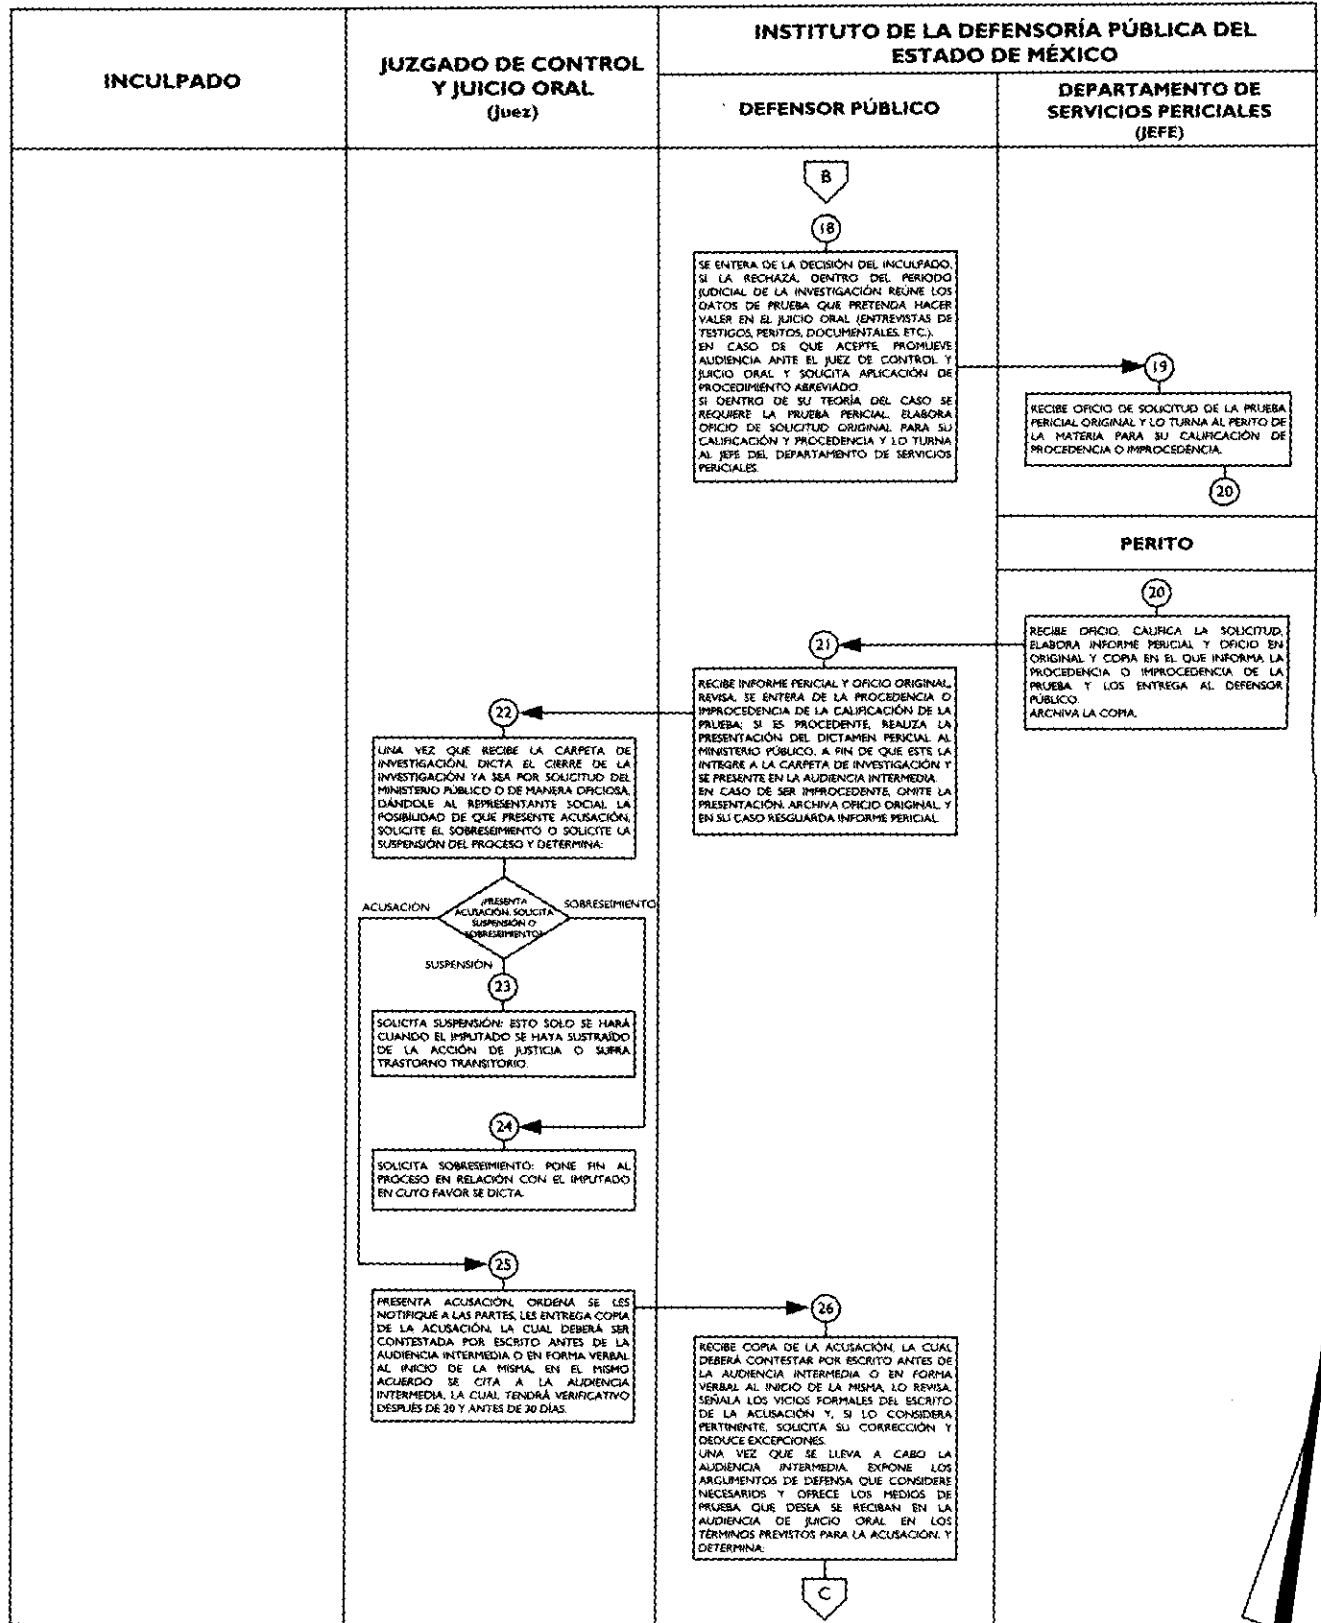 INCULPADO
JUZGADO DE CONTROL
Y JUICIO ORAL
(Juez)
INSTITUTO DE LA DEFENSORÍA PÚBLICA DEL
ESTADO DE MÉXICO
DEFENSOR PÚBLICO
DEPARTAMENTO DE
SERVICIOS PERICIALES
(JEFE)
B
18
SE ENTERA DE LA DECISIÓN DEL INCULPADO,
SI LA RECHAZA, DENTRO DEL PERIODO
JUDICIAL DE LA INVESTIGACIÓN REÚNE LOS
DATOS DE PRUEBA QUE PRETENDA HACER
VALER EN EL JUICIO ORAL (ENTREVISTAS DE
TESTIGOS, PERITOS, DOCUMENTALES, ETC.).
EN CASO DE QUE ACEPTE, PROMUEVE
AUDIENCIA ANTE EL JUEZ DE CONTROL Y
JUICIO ORAL Y SOLICITA APLICACIÓN DE
PROCEDIMIENTO ABREVIADO.
SI DENTRO DE SU TEORÍA DEL CASO SE
REQUIERE LA PRUEBA PERICIAL, ELABORA
OFICIO DE SOLICITUD ORIGINAL PARA SU
CALIFICACIÓN Y PROCEDENCIA Y LO TURNA
AL JEFE DEL DEPARTAMENTO DE SERVICIOS
PERICIALES.
19
RECIBE OFICIO DE SOLICITUD DE LA PRUEBA
PERICIAL ORIGINAL Y LO TURNA AL PERITO DE
LA MATERIA PARA SU CALIFICACIÓN DE
PROCEDENCIA O IMPROCEDENCIA.
20
PERITO
20
RECIBE OFICIO, CALIFICA LA SOLICITUD,
ELABORA INFORME PERICIAL Y OFICIO EN
ORIGINAL Y COPIA EN EL QUE INFORMA LA
PROCEDENCIA O IMPROCEDENCIA DE LA
PRUEBA Y LOS ENTREGA AL DEFENSOR
PÚBLICO.
ARCHIVA LA COPIA.
21
RECIBE INFORME PERICIAL Y OFICIO ORIGINAL,
REVISA, SE ENTERA DE LA PROCEDENCIA O
IMPROCEDENCIA DE LA CALIFICACIÓN DE LA
PRUEBA; SI ES PROCEDENTE, REALIZA LA
PRESENTACIÓN DEL DICTAMEN PERICIAL AL
MINISTERIO PÚBLICO, A FIN DE QUE ESTE LA
INTEGRE A LA CARPETA DE INVESTIGACIÓN Y
SE PRESENTE EN LA AUDIENCIA INTERMEDIA.
EN CASO DE SER IMPROCEDENTE, OMITE LA
PRESENTACIÓN, ARCHIVA OFICIO ORIGINAL Y
EN SU CASO RESGUARDA INFORME PERICIAL.
22
UNA VEZ QUE RECIBE LA CARPETA DE
INVESTIGACIÓN, DICTA EL CIERRE DE LA
INVESTIGACIÓN YA SEA POR SOLICITUD DEL
MINISTERIO PÚBLICO O DE MANERA OFICIOSA,
DÁNDOLE AL REPRESENTANTE SOCIAL LA
POSIBILIDAD DE QUE PRESENTE ACUSACIÓN,
SOLICITE EL SOBRESEIMIENTO O SOLICITE LA
SUSPENSIÓN DEL PROCESO Y DETERMINA:
ACUSACIÓN
¿PRESENTA
ACUSACIÓN, SOLICITA
SUSPENSIÓN O
SOBRESEIMIENTO?
SOBRESEIMIENTO
SUSPENSIÓN
23
SOLICITA SUSPENSIÓN: ESTO SOLO SE HARÁ
CUANDO EL IMPUTADO SE HAYA SUSTRAÍDO
DE LA ACCIÓN DE JUSTICIA O SUFRA
TRASTORNO TRANSITORIO.
24
SOLICITA SOBRESEIMIENTO: PONE FIN AL
PROCESO EN RELACIÓN CON EL IMPUTADO
EN CUYO FAVOR SE DICTA.
25
PRESENTA ACUSACIÓN, ORDENA SE LES
NOTIFIQUE A LAS PARTES, LES ENTREGA COPIA
DE LA ACUSACIÓN, LA CUAL DEBERÁ SER
CONTESTADA POR ESCRITO ANTES DE LA
AUDIENCIA INTERMEDIA O EN FORMA VERBAL
AL INICIO DE LA MISMA, EN EL MISMO
ACUERDO SE CITA A LA AUDIENCIA
INTERMEDIA, LA CUAL TENDRÁ VERIFICATIVO
DESPUÉS DE 20 Y ANTES DE 30 DÍAS.
26
RECIBE COPIA DE LA ACUSACIÓN, LA CUAL
DEBERÁ CONTESTAR POR ESCRITO ANTES DE
LA AUDIENCIA INTERMEDIA O EN FORMA
VERBAL AL INICIO DE LA MISMA, LO REVISA,
SEÑALA LOS VICIOS FORMALES DEL ESCRITO
DE LA ACUSACIÓN Y, SI LO CONSIDERA
PERTINENTE, SOLICITA SU CORRECCIÓN Y
DEDUCE EXCEPCIONES.
UNA VEZ QUE SE LLEVA A CABO LA
AUDIENCIA INTERMEDIA, EXPONE LOS
ARGUMENTOS DE DEFENSA QUE CONSIDERE
NECESARIOS Y OFRECE LOS MEDIOS DE
PRUEBA QUE DESEA SE RECIBAN EN LA
AUDIENCIA DE JUICIO ORAL EN LOS
TÉRMINOS PREVISTOS PARA LA ACUSACIÓN, Y
DETERMINA:
C